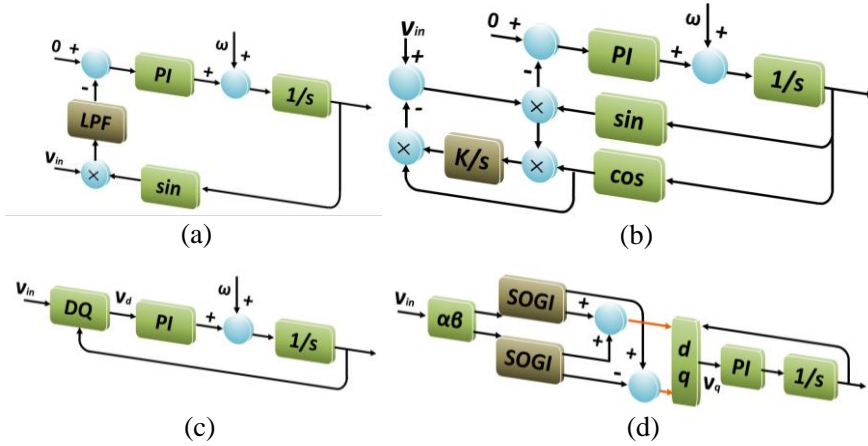 0 + PI + ω + 1/s
-
LPF
v_in × sin
(a)
v_in 0 + PI + ω + 1/s
+ -
- × sin
× K/s × cos
(b)
v_in DQ v_d PI + ω + 1/s
(c)
v_in αβ SOGI + + d q v_q PI 1/s
SOGI + -
+
(d)